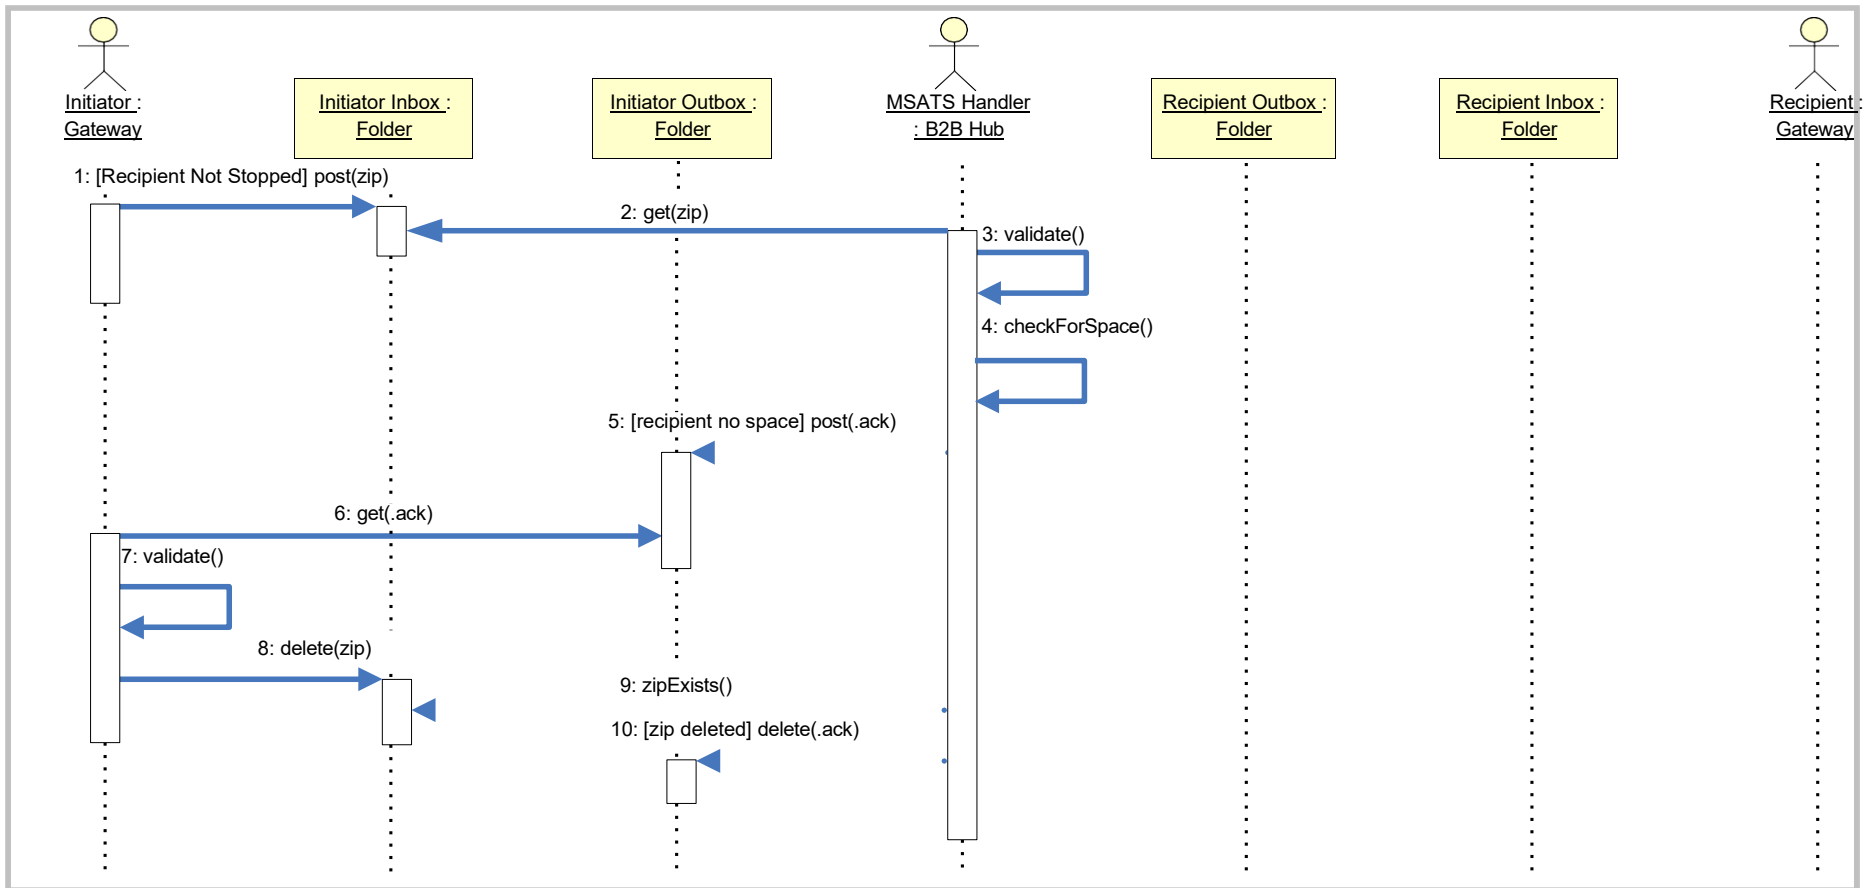 Initiator :
Gateway
Initiator Inbox :
Folder
Initiator Outbox :
Folder
MSATS Handler
: B2B Hub
Recipient Outbox :
Folder
Recipient Inbox :
Folder
Recipient :
Gateway
1: [Recipient Not Stopped] post(zip)
2: get(zip)
3: validate()
4: checkForSpace()
5: [recipient no space] post(.ack)
6: get(.ack)
7: validate()
8: delete(zip)
9: zipExists()
10: [zip deleted] delete(.ack)